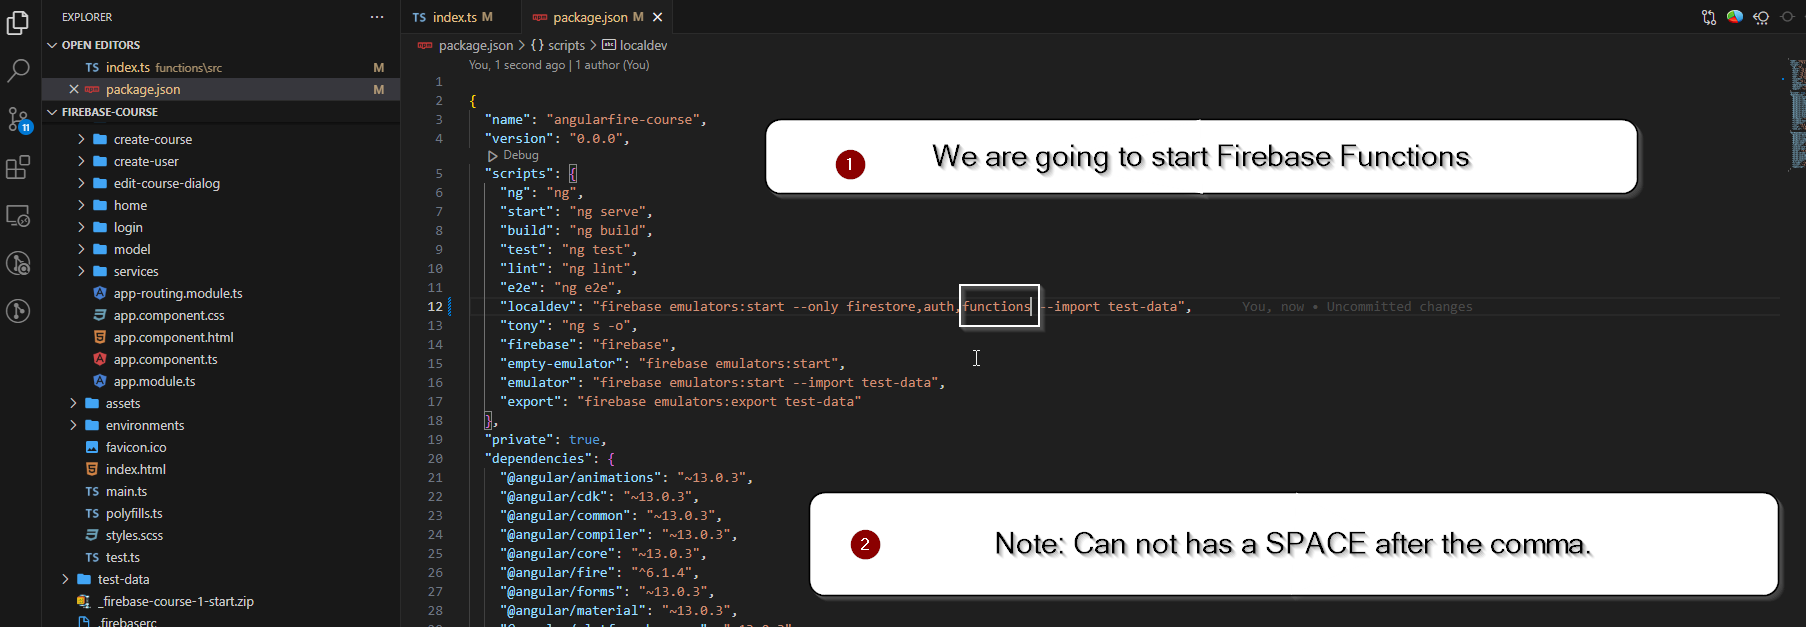 EXPLORER
···
OPEN EDITORS
TS index.ts functions\src M
package.json M
FIREBASE-COURSE
create-course
create-user
edit-course-dialog
home
login
model
services
app-routing.module.ts
app.component.css
app.component.html
app.component.ts
app.module.ts
assets
environments
favicon.ico
index.html
TS main.ts
TS polyfills.ts
styles.scss
TS test.ts
test-data
_firebase-course-1-start.zip
.firebaserc
11
TS index.ts M
package.json M
package.json > {} scripts > abc localdev
You, 1 second ago | 1 author (You)
1
2 {
3 "name": "angularfire-course",
4 "version": "0.0.0",
Debug
5 "scripts": {
6 "ng": "ng",
7 "start": "ng serve",
8 "build": "ng build",
9 "test": "ng test",
10 "lint": "ng lint",
11 "e2e": "ng e2e",
12 "localdev": "firebase emulators:start --only firestore,auth,functions --import test-data", You, now • Uncommitted changes
13 "tony": "ng s -o",
14 "firebase": "firebase",
15 "empty-emulator": "firebase emulators:start",
16 "emulator": "firebase emulators:start --import test-data",
17 "export": "firebase emulators:export test-data"
18 },
19 "private": true,
20 "dependencies": {
21 "@angular/animations": "~13.0.3",
22 "@angular/cdk": "~13.0.3",
23 "@angular/common": "~13.0.3",
24 "@angular/compiler": "~13.0.3",
25 "@angular/core": "~13.0.3",
26 "@angular/fire": "^6.1.4",
27 "@angular/forms": "~13.0.3",
28 "@angular/material": "~13.0.3",
1 We are going to start Firebase Functions
2 Note: Can not has a SPACE after the comma.